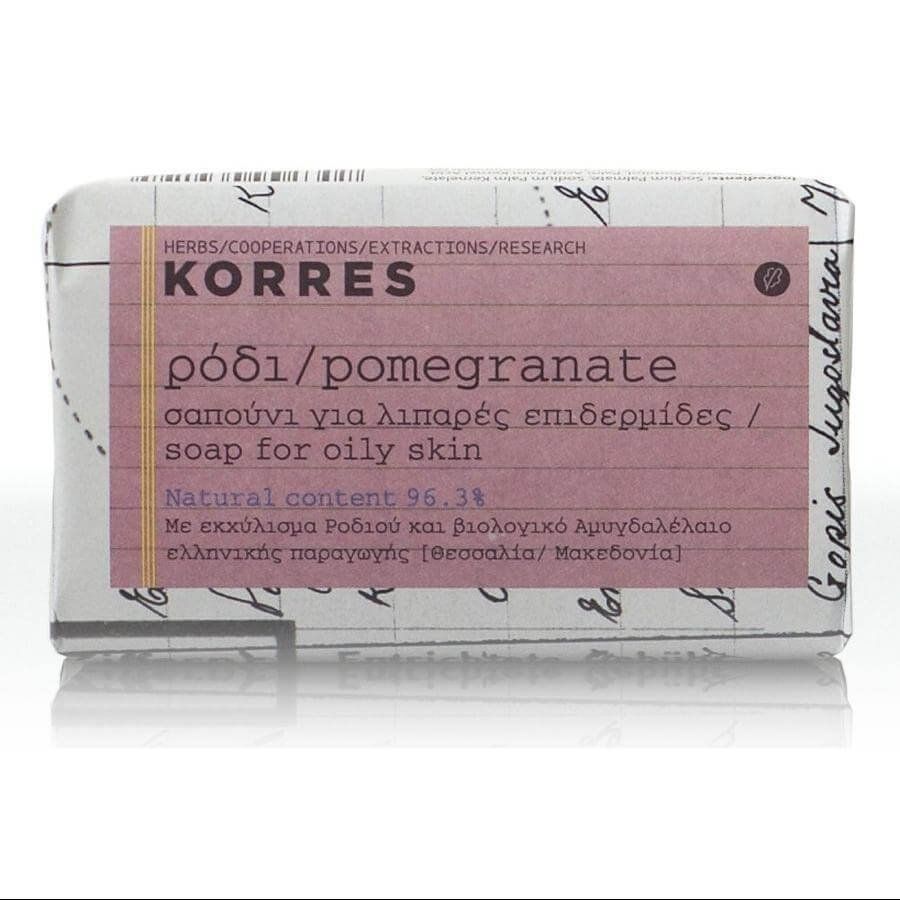 HERBS/COOPERATIONS/EXTRACTIONS/RESEARCH
KORRES
ρόδι/pomegranate
σαπούνι για λιπαρές επιδερμίδες /
soap for oily skin
Natural content 96.3%
Με εκχύλισμα Ροδιού και βιολογικό Αμυγδαλέλαιο
ελληνικής παραγωγής [Θεσσαλία/ Μακεδονία]